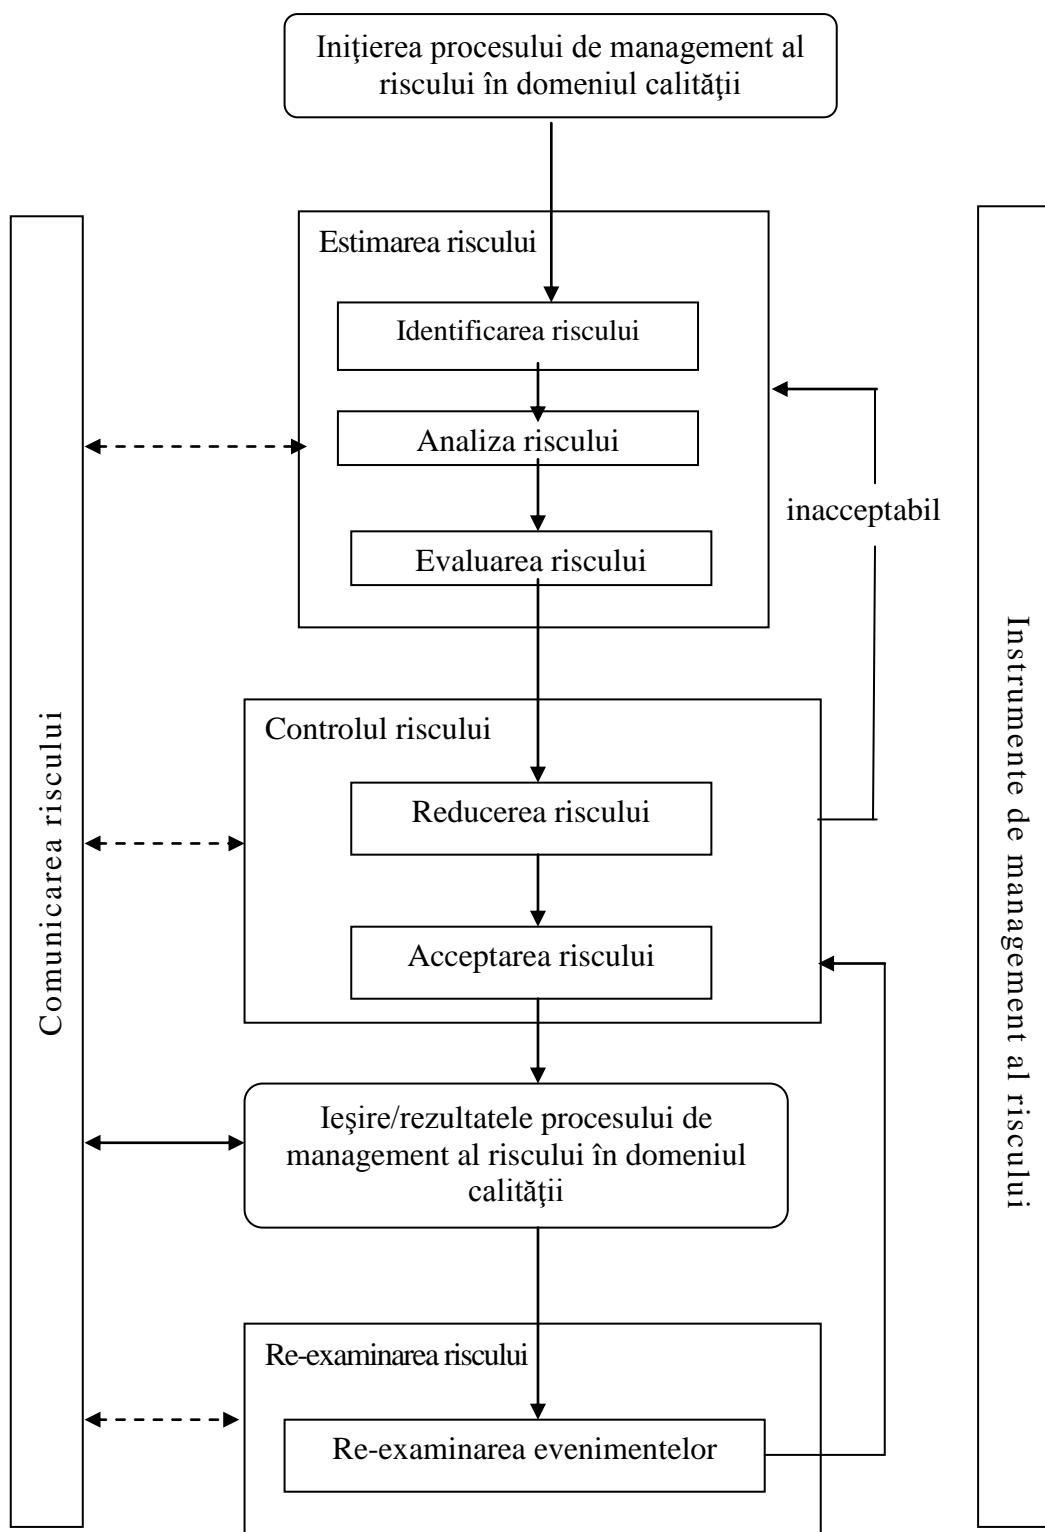 Iniţierea procesului de management al
riscului în domeniul calităţii
Estimarea riscului
Identificarea riscului
Analiza riscului
inacceptabil
Evaluarea riscului
Controlul riscului
Reducerea riscului
Acceptarea riscului
Ieşire/rezultatele procesului de
management al riscului în domeniul
calităţii
Re-examinarea riscului
Re-examinarea evenimentelor
Comunicarea riscului
Instrumente de management al riscului